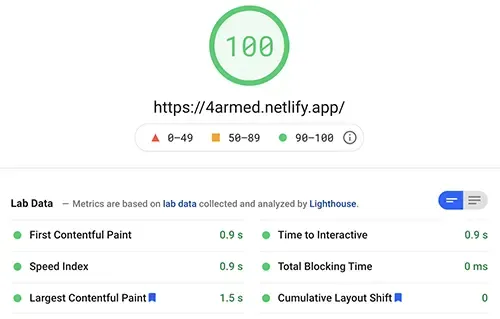 100
https://4armed.netlify.app/
0–49 50–89 90–100
Lab Data — Metrics are based on lab data collected and analyzed by Lighthouse.
First Contentful Paint 0.9 s Time to Interactive 0.9 s
Speed Index 0.9 s Total Blocking Time 0 ms
Largest Contentful Paint 1.5 s Cumulative Layout Shift 0